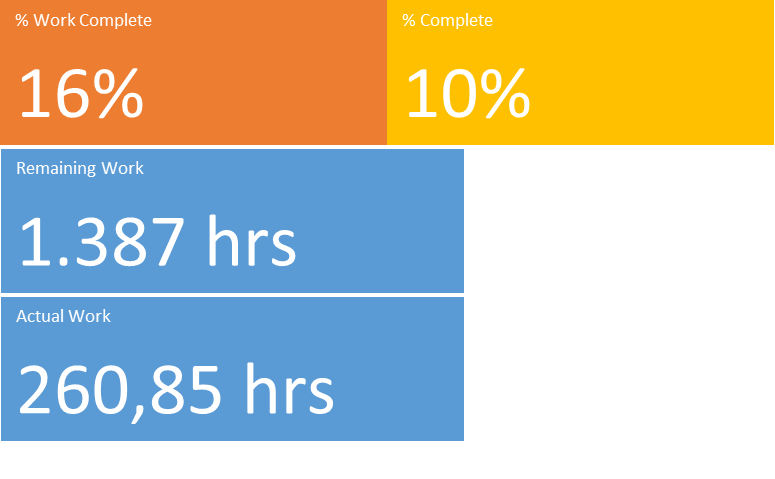 % Work Complete
% Complete
16%
10%
Remaining Work
1.387 hrs
Actual Work
260,85 hrs